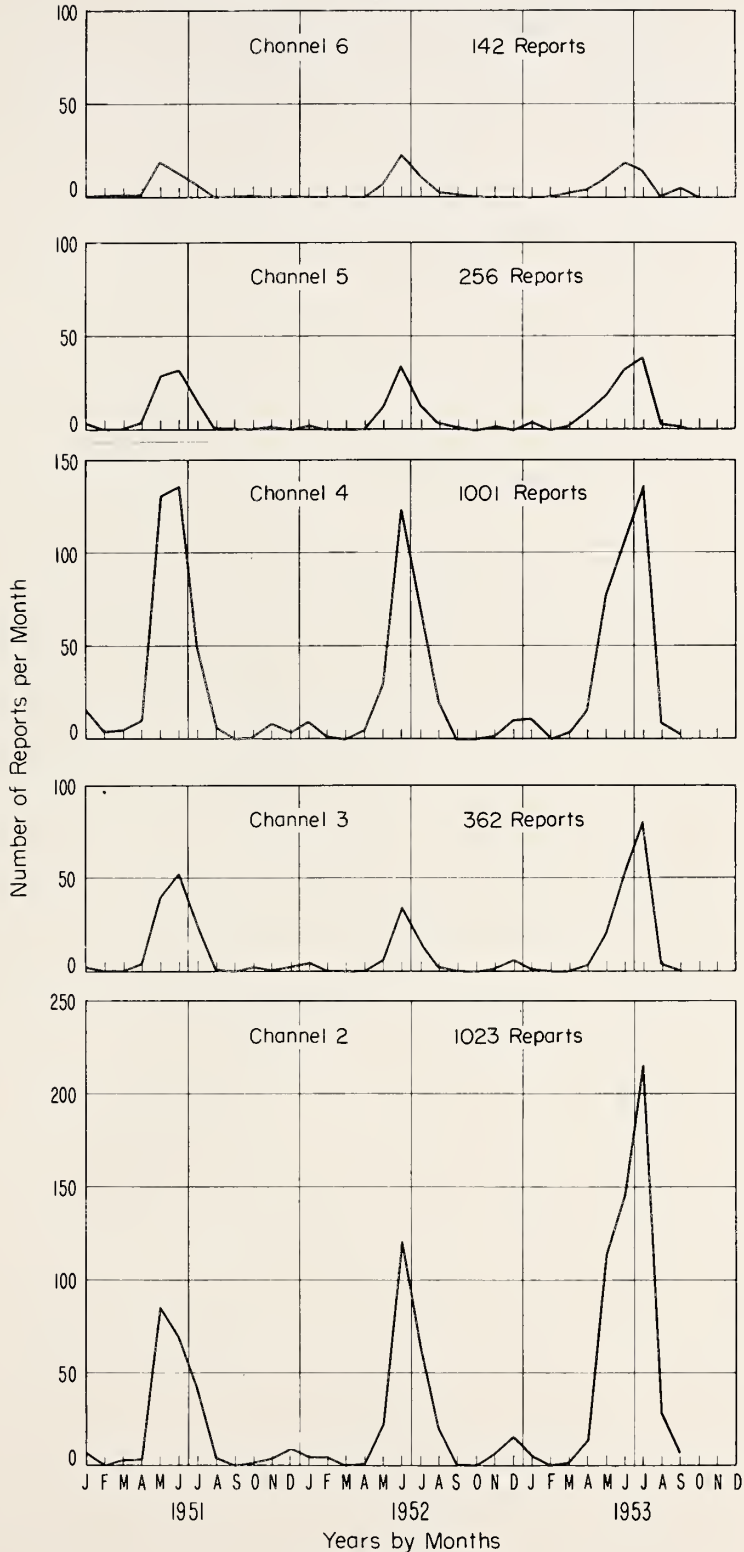 Number of Reports per Month
100
50
0
Channel 6 142 Reports
100
50
0
Channel 5 256 Reports
150
100
50
0
Channel 4 1001 Reports
100
50
0
Channel 3 362 Reports
250
200
150
100
50
0
Channel 2 1023 Reports
J F M A M J J A S O N D J F M A M J J A S O N D J F M A M J J A S O N D
1951 1952 1953
Years by Months